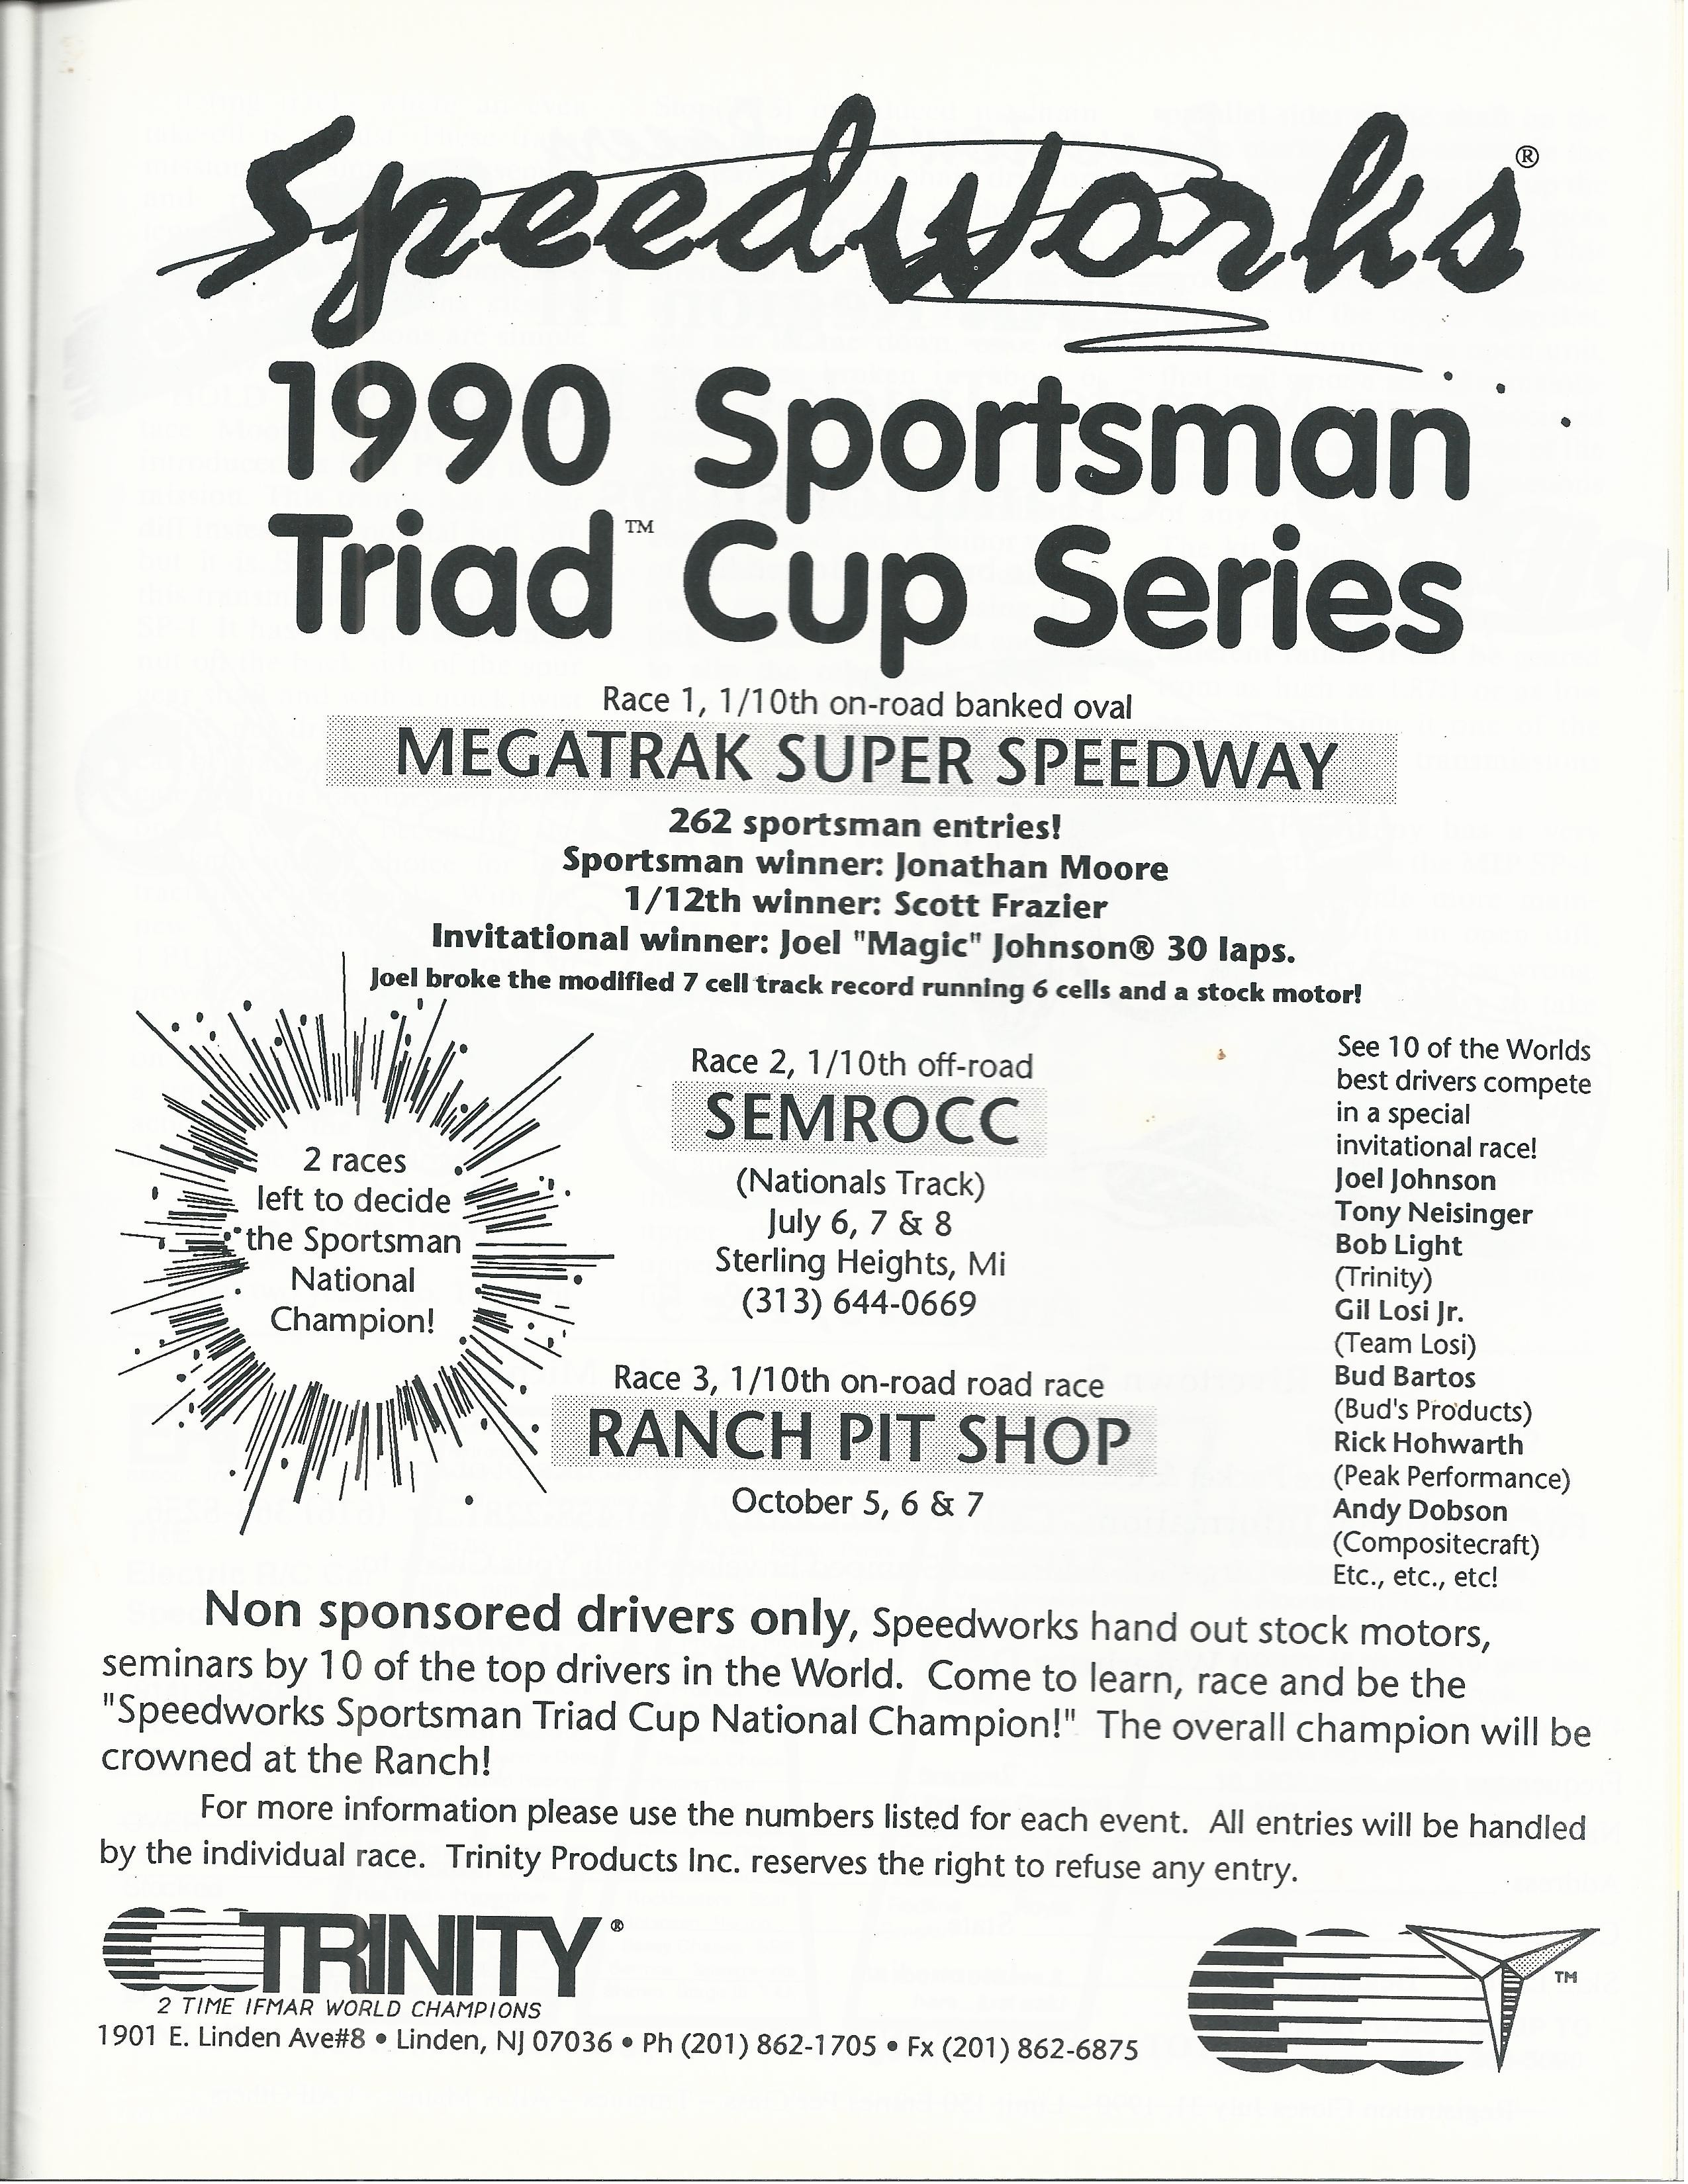 Speedworks®
1990 Sportsman
Triad™ Cup Series
Race 1, 1/10th on-road banked oval
MEGATRAK SUPER SPEEDWAY
262 sportsman entries!
Sportsman winner: Jonathan Moore
1/12th winner: Scott Frazier
Invitational winner: Joel "Magic" Johnson® 30 laps.
Joel broke the modified 7 cell track record running 6 cells and a stock motor!
2 races
left to decide
the Sportsman
National
Champion!
Race 2, 1/10th off-road
SEMROCC
(Nationals Track)
July 6, 7 & 8
Sterling Heights, Mi
(313) 644-0669
Race 3, 1/10th on-road road race
RANCH PIT SHOP
October 5, 6 & 7
See 10 of the Worlds
best drivers compete
in a special
invitational race!
Joel Johnson
Tony Neisinger
Bob Light
(Trinity)
Gil Losi Jr.
(Team Losi)
Bud Bartos
(Bud's Products)
Rick Hohwarth
(Peak Performance)
Andy Dobson
(Compositecraft)
Etc., etc., etc!
Non sponsored drivers only, Speedworks hand out stock motors,
seminars by 10 of the top drivers in the World. Come to learn, race and be the
"Speedworks Sportsman Triad Cup National Champion!" The overall champion will be
crowned at the Ranch!
For more information please use the numbers listed for each event. All entries will be handled
by the individual race. Trinity Products Inc. reserves the right to refuse any entry.
TRINITY®
2 TIME IFMAR WORLD CHAMPIONS
1901 E. Linden Ave#8 • Linden, NJ 07036 • Ph (201) 862-1705 • Fx (201) 862-6875
TM